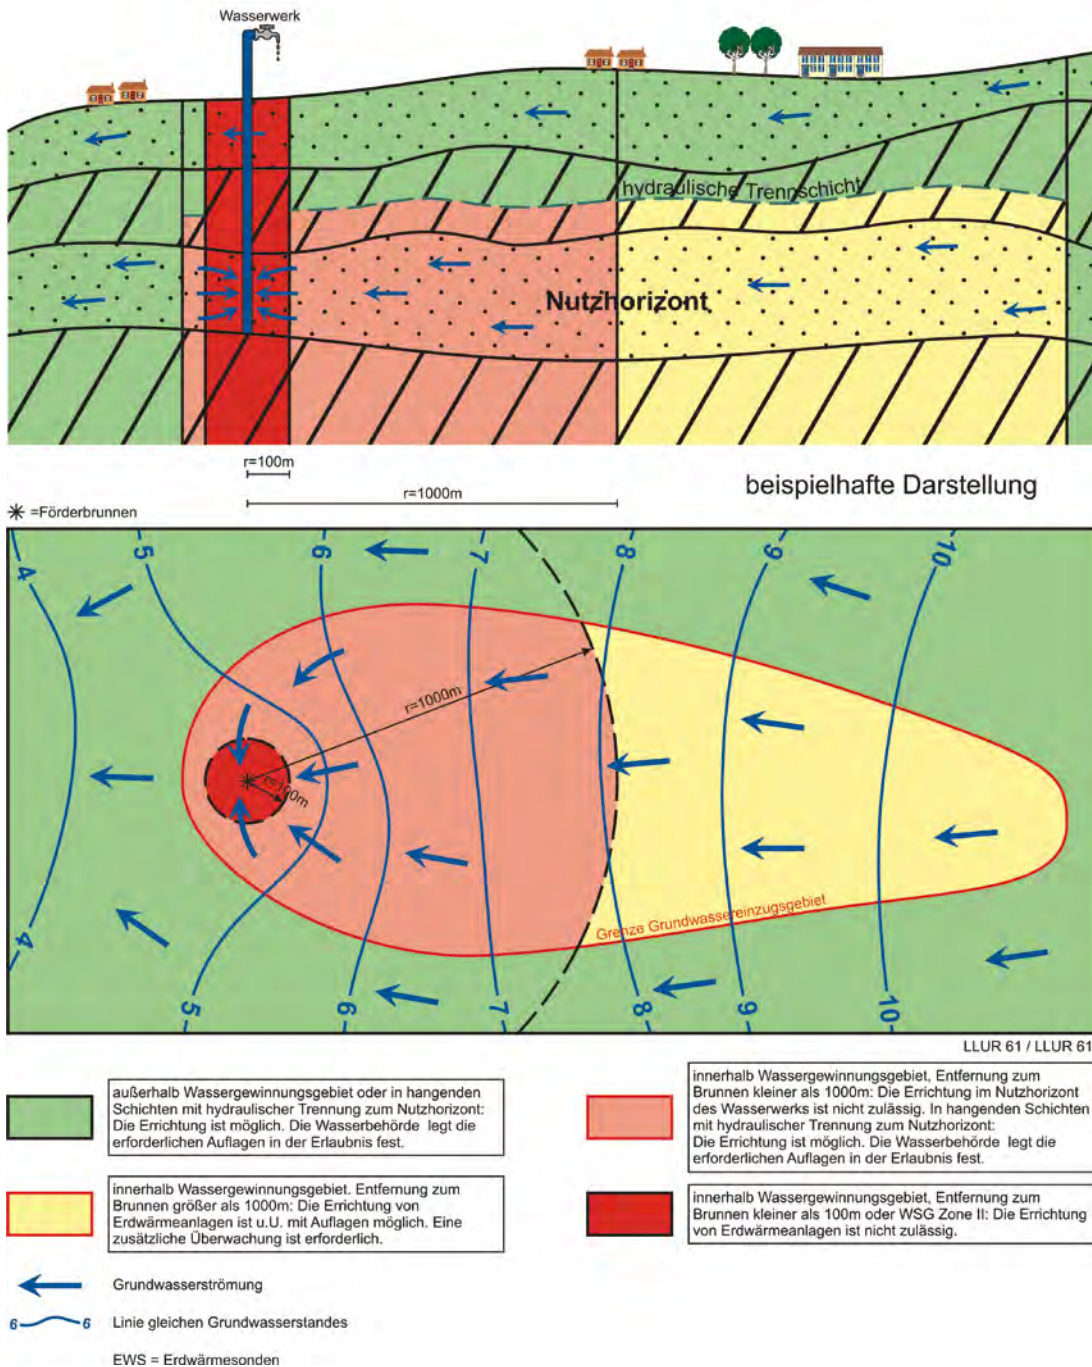 Wasserwerk
hydraulische Trennschicht
Nutzhorizont
r=100m
r=1000m
beispielhafte Darstellung
=Förderbrunnen
4
5
6
7
8
9
10
r=1000m
r=100m
Grenze Grundwassereinzugsgebiet
4
5
6
7
8
9
10
LLUR 61 / LLUR 61
außerhalb Wassergewinnungsgebiet oder in hangenden
Schichten mit hydraulischer Trennung zum Nutzhorizont:
Die Errichtung ist möglich. Die Wasserbehörde legt die
erforderlichen Auflagen in der Erlaubnis fest.
innerhalb Wassergewinnungsgebiet, Entfernung zum
Brunnen kleiner als 1000m: Die Errichtung im Nutzhorizont
des Wasserwerks ist nicht zulässig. In hangenden Schichten
mit hydraulischer Trennung zum Nutzhorizont:
Die Errichtung ist möglich. Die Wasserbehörde legt die
erforderlichen Auflagen in der Erlaubnis fest.
innerhalb Wassergewinnungsgebiet. Entfernung zum
Brunnen größer als 1000m: Die Errichtung von
Erdwärmeanlagen ist u.U. mit Auflagen möglich. Eine
zusätzliche Überwachung ist erforderlich.
innerhalb Wassergewinnungsgebiet, Entfernung zum
Brunnen kleiner als 100m oder WSG Zone II: Die Errichtung
von Erdwärmeanlagen ist nicht zulässig.
Grundwasserströmung
6 6 Linie gleichen Grundwasserstandes
EWS = Erdwärmesonden